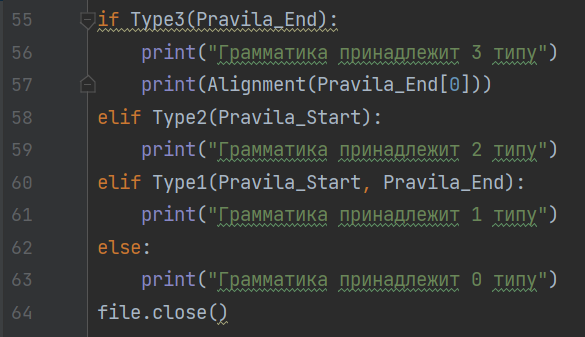 55 if Type3(Pravila_End):
56     print("Грамматика принадлежит 3 типу")
57     print(Alignment(Pravila_End[0]))
58 elif Type2(Pravila_Start):
59     print("Грамматика принадлежит 2 типу")
60 elif Type1(Pravila_Start, Pravila_End):
61     print("Грамматика принадлежит 1 типу")
62 else:
63     print("Грамматика принадлежит 0 типу")
64 file.close()